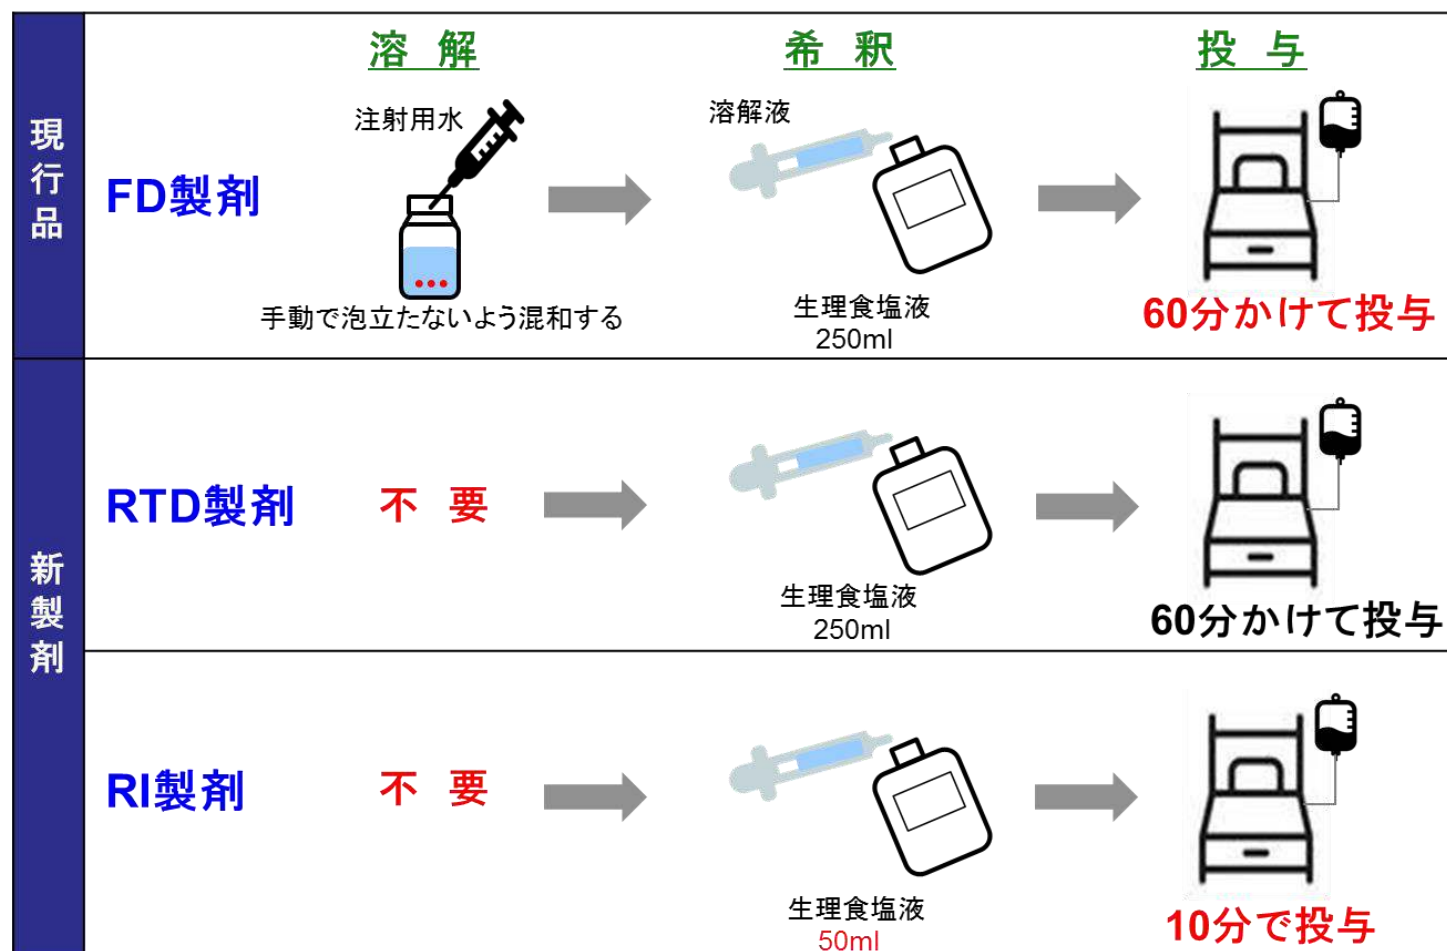 溶 解
希 釈
投 与
現行品
FD製剤
注射用水
手動で泡立たないよう混和する
溶解液
生理食塩液
250ml
60分かけて投与
新製剤
RTD製剤
不 要
生理食塩液
250ml
60分かけて投与
RI製剤
不 要
生理食塩液
50ml
10分で投与